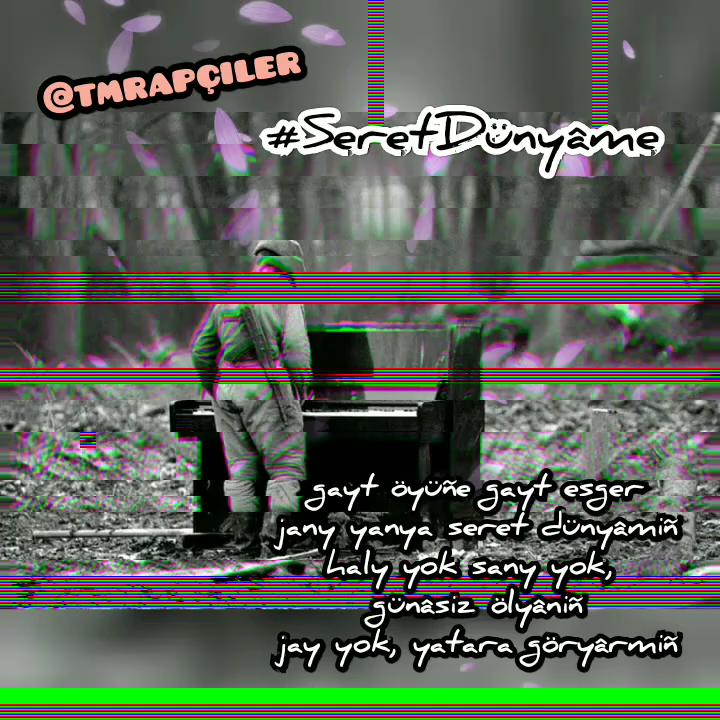 @TMRAPÇILER
#SeretDünyâme
gayt öyüñe gayt esger
jany yanya seret dünyâmiñ
haly yok sany yok,
günâsiz ölyâniñ
jay yok, yatara göryârmiñ